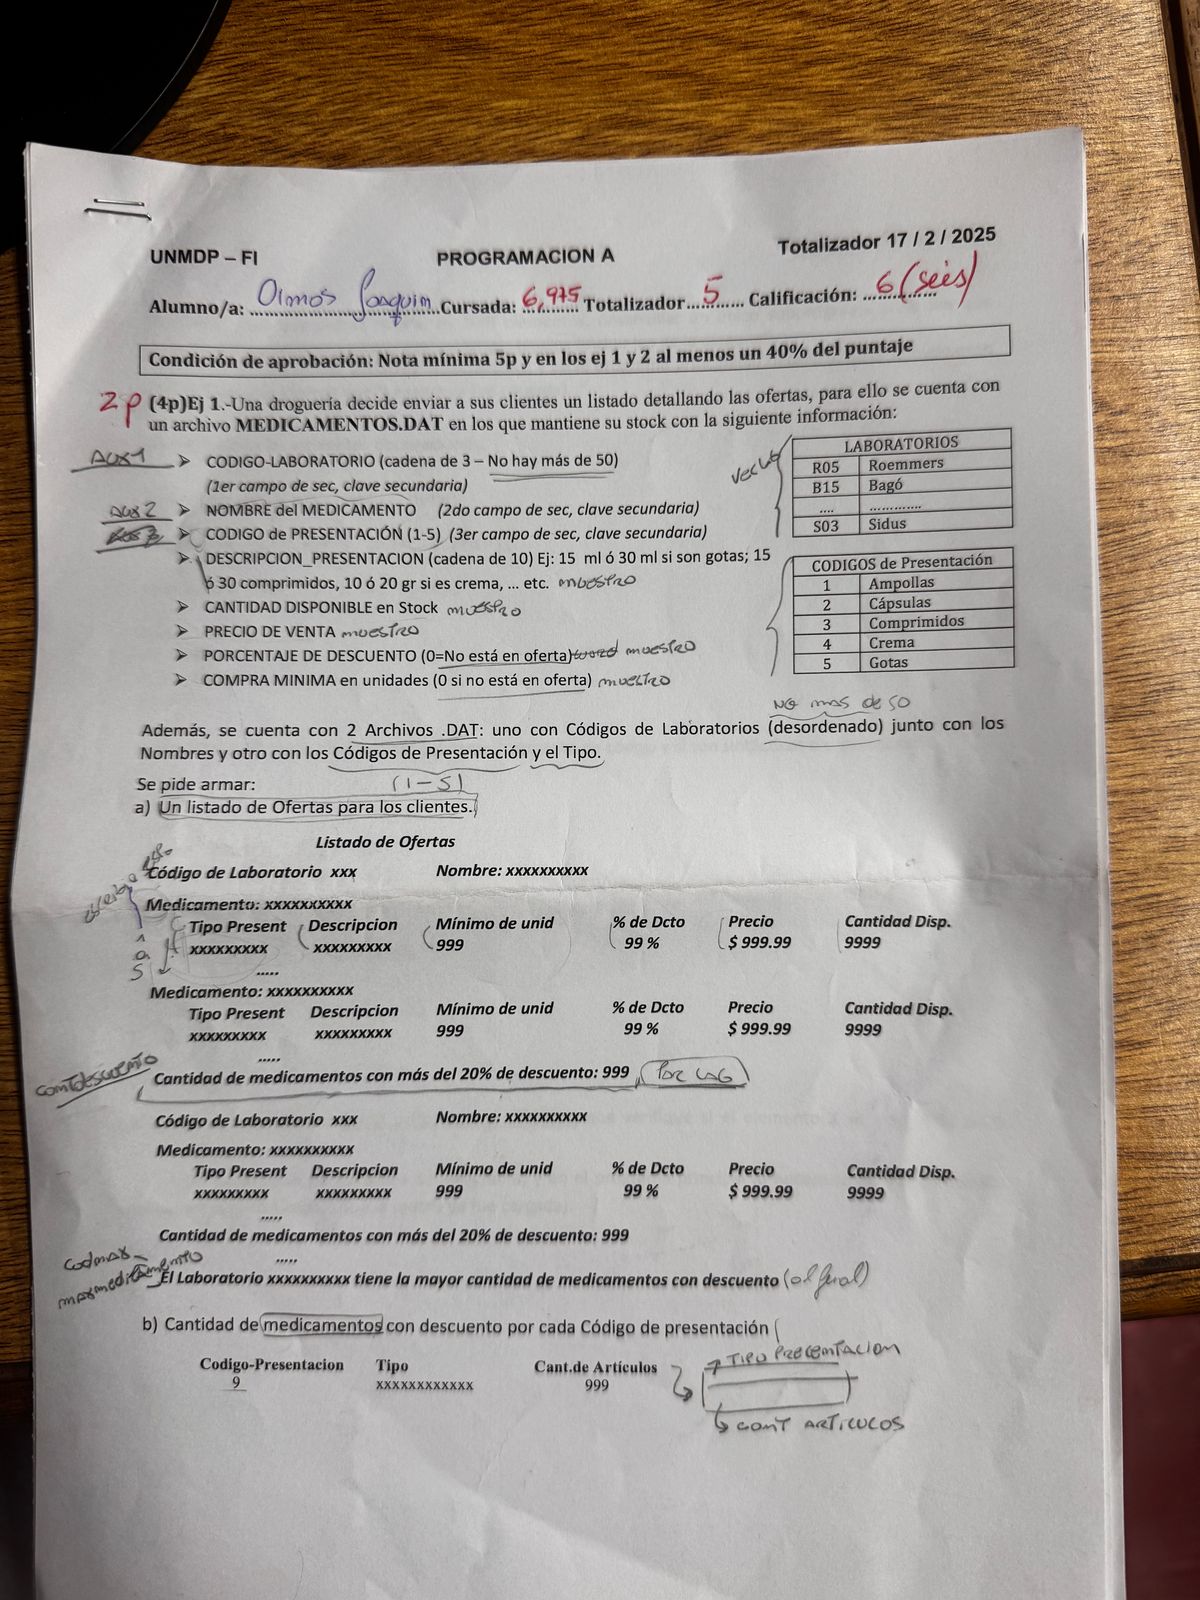 UNMDP – FI PROGRAMACION A Totalizador 17 / 2 / 2025
Alumno/a: Olmos Joaquim Cursada: 6,975 Totalizador 5 Calificación: 6 (seis)
Condición de aprobación: Nota mínima 5p y en los ej 1 y 2 al menos un 40% del puntaje
2p (4p)Ej 1.-Una droguería decide enviar a sus clientes un listado detallando las ofertas, para ello se cuenta con
un archivo MEDICAMENTOS.DAT en los que mantiene su stock con la siguiente información:
AUX1 ➢ CODIGO-LABORATORIO (cadena de 3 – No hay más de 50)
(1er campo de sec, clave secundaria)
AUX2 ➢ NOMBRE del MEDICAMENTO (2do campo de sec, clave secundaria)
➢ CODIGO de PRESENTACIÓN (1-5) (3er campo de sec, clave secundaria)
➢ DESCRIPCION_PRESENTACION (cadena de 10) Ej: 15 ml ó 30 ml si son gotas; 15
ó 30 comprimidos, 10 ó 20 gr si es crema, ... etc. MUESTRO
➢ CANTIDAD DISPONIBLE en Stock MUESTRO
➢ PRECIO DE VENTA MUESTRO
➢ PORCENTAJE DE DESCUENTO (0=No está en oferta) MUESTRO
➢ COMPRA MINIMA en unidades (0 si no está en oferta) MUESTRO
LABORATORIOS
R05 Roemmers
B15 Bagó
.... .............
S03 Sidus
CODIGOS de Presentación
1 Ampollas
2 Cápsulas
3 Comprimidos
4 Crema
5 Gotas
NO mas de 50
Además, se cuenta con 2 Archivos .DAT: uno con Códigos de Laboratorios (desordenado) junto con los
Nombres y otro con los Códigos de Presentación y el Tipo.
Se pide armar: (1-5)
a) Un listado de Ofertas para los clientes.
Listado de Ofertas
Código de Laboratorio xxx Nombre: xxxxxxxxxx
Medicamento: xxxxxxxxxx
Tipo Present Descripcion Mínimo de unid % de Dcto Precio Cantidad Disp.
xxxxxxxxx xxxxxxxxx 999 99 % $ 999.99 9999
.....
Medicamento: xxxxxxxxxx
Tipo Present Descripcion Mínimo de unid % de Dcto Precio Cantidad Disp.
xxxxxxxxx xxxxxxxxx 999 99 % $ 999.99 9999
.....
contdescuento
Cantidad de medicamentos con más del 20% de descuento: 999 Por LAB
Código de Laboratorio xxx Nombre: xxxxxxxxxx
Medicamento: xxxxxxxxxx
Tipo Present Descripcion Mínimo de unid % de Dcto Precio Cantidad Disp.
xxxxxxxxx xxxxxxxxx 999 99 % $ 999.99 9999
.....
Cantidad de medicamentos con más del 20% de descuento: 999
.....
codmax
maxmedicamento
El Laboratorio xxxxxxxxxx tiene la mayor cantidad de medicamentos con descuento (al final)
b) Cantidad de medicamentos con descuento por cada Código de presentación
Codigo-Presentacion Tipo Cant.de Artículos
9 xxxxxxxxxxxx 999
TIPO PRECENTACION
CONT ARTICULOS